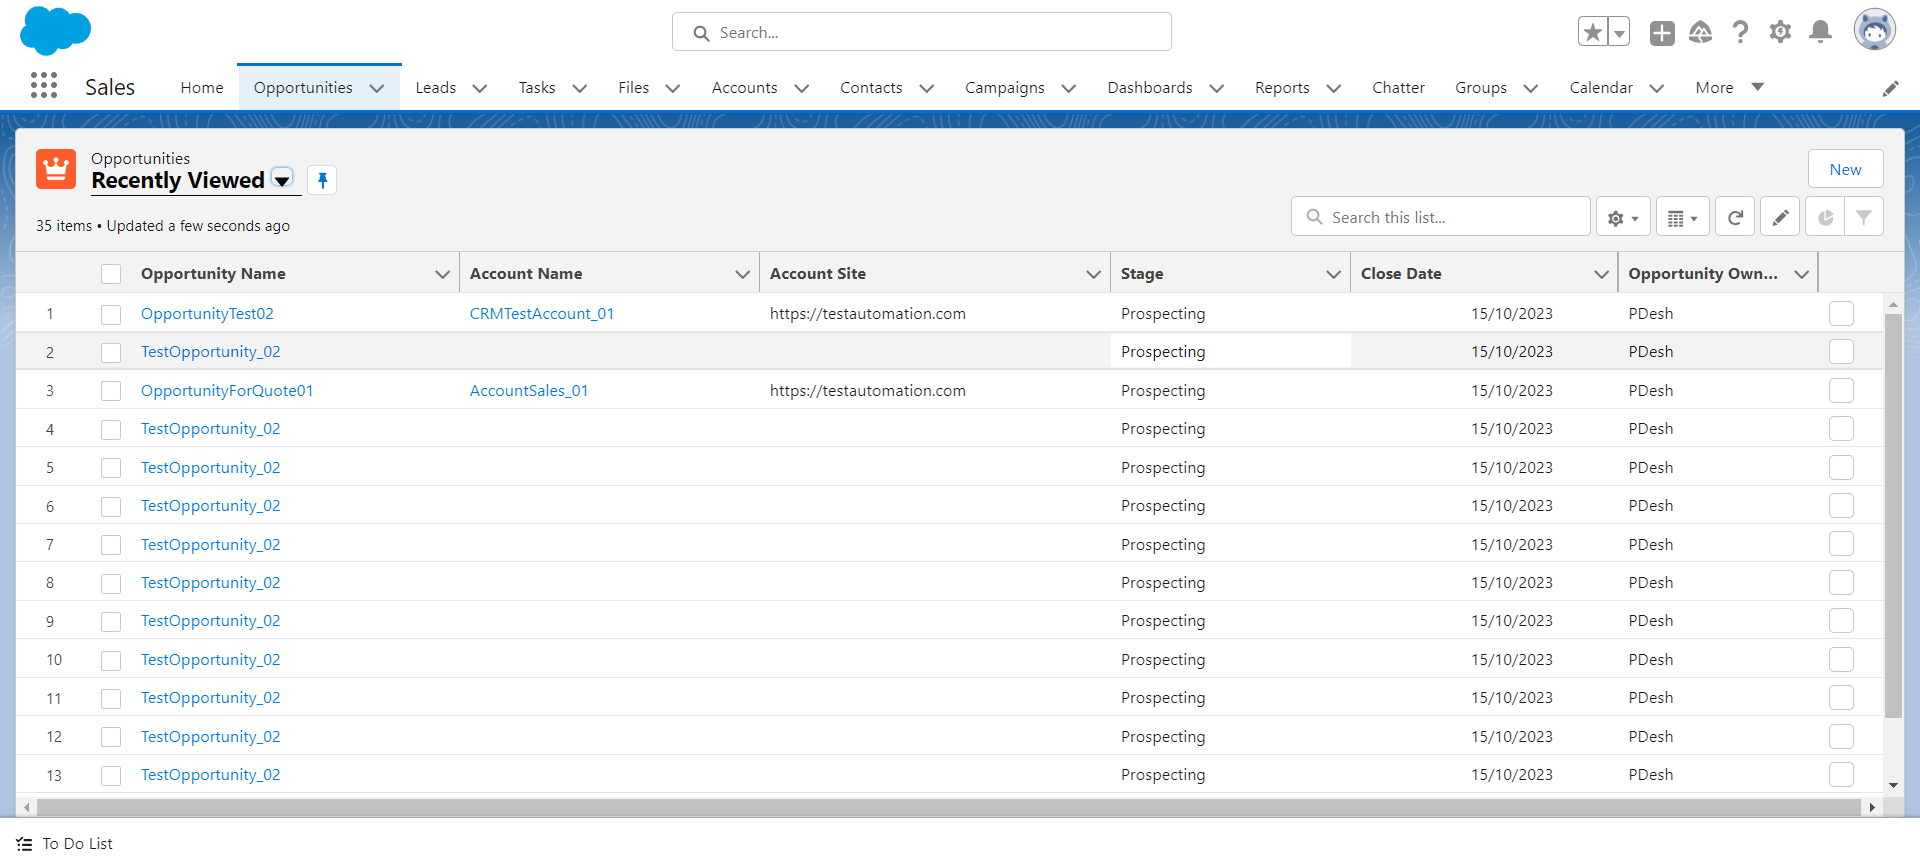 Search...
Sales Home Opportunities Leads Tasks Files Accounts Contacts Campaigns Dashboards Reports Chatter Groups Calendar More
Opportunities
Recently Viewed
New
35 items • Updated a few seconds ago
Search this list...
Opportunity Name Account Name Account Site Stage Close Date Opportunity Own...
1 OpportunityTest02 CRMTestAccount_01 https://testautomation.com Prospecting 15/10/2023 PDesh
2 TestOpportunity_02 Prospecting 15/10/2023 PDesh
3 OpportunityForQuote01 AccountSales_01 https://testautomation.com Prospecting 15/10/2023 PDesh
4 TestOpportunity_02 Prospecting 15/10/2023 PDesh
5 TestOpportunity_02 Prospecting 15/10/2023 PDesh
6 TestOpportunity_02 Prospecting 15/10/2023 PDesh
7 TestOpportunity_02 Prospecting 15/10/2023 PDesh
8 TestOpportunity_02 Prospecting 15/10/2023 PDesh
9 TestOpportunity_02 Prospecting 15/10/2023 PDesh
10 TestOpportunity_02 Prospecting 15/10/2023 PDesh
11 TestOpportunity_02 Prospecting 15/10/2023 PDesh
12 TestOpportunity_02 Prospecting 15/10/2023 PDesh
13 TestOpportunity_02 Prospecting 15/10/2023 PDesh
To Do List